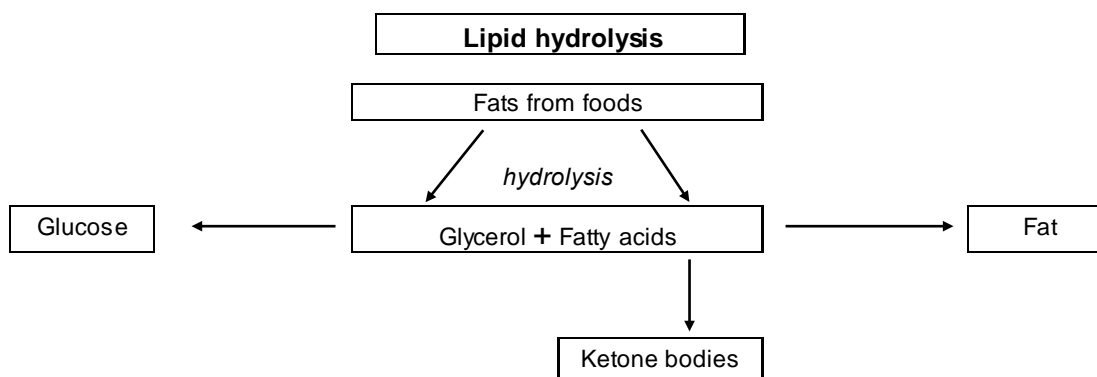 Lipid hydrolysis
Fats from foods
hydrolysis
Glucose
Glycerol + Fatty acids
Fat
Ketone bodies